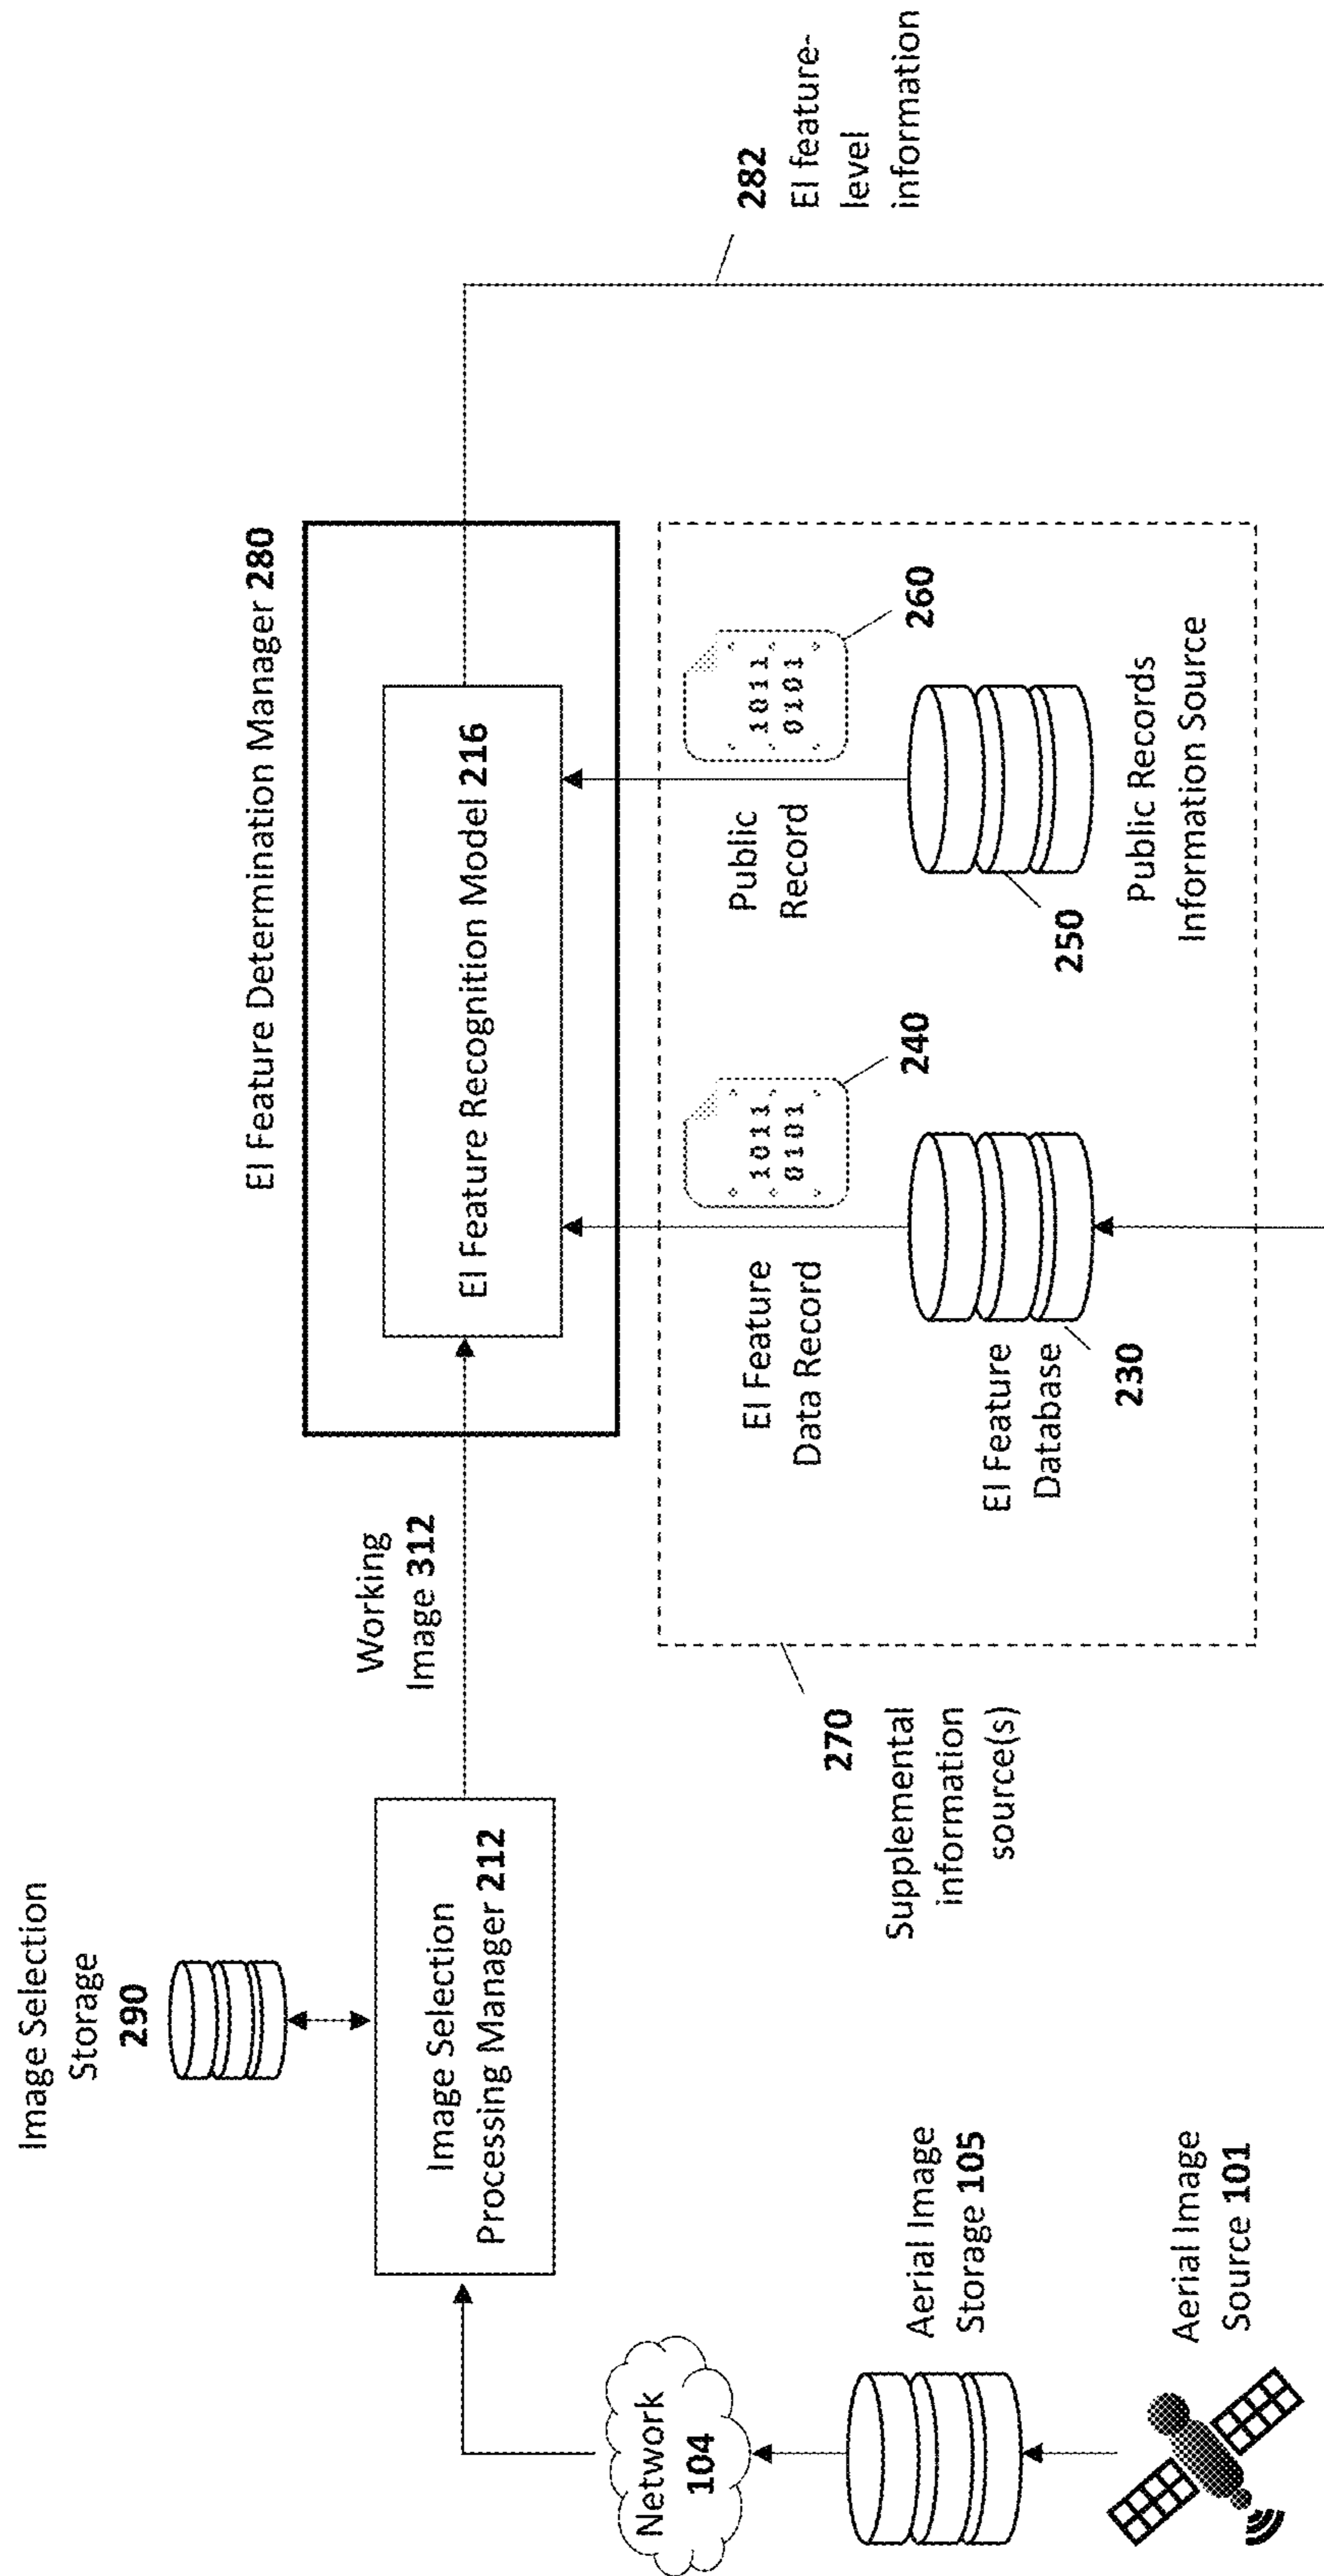 Image Selection
Storage
290
Image Selection
Processing Manager 212
Network
104
Aerial Image
Storage 105
Aerial Image
Source 101
Working
Image 312
EI Feature Determination Manager 280
EI Feature Recognition Model 216
270
Supplemental
information
source(s)
EI Feature
Data Record
1011
0101
240
EI Feature
Database
230
Public
Record
1011
0101
260
250
Public Records
Information Source
282
EI feature-
level
information